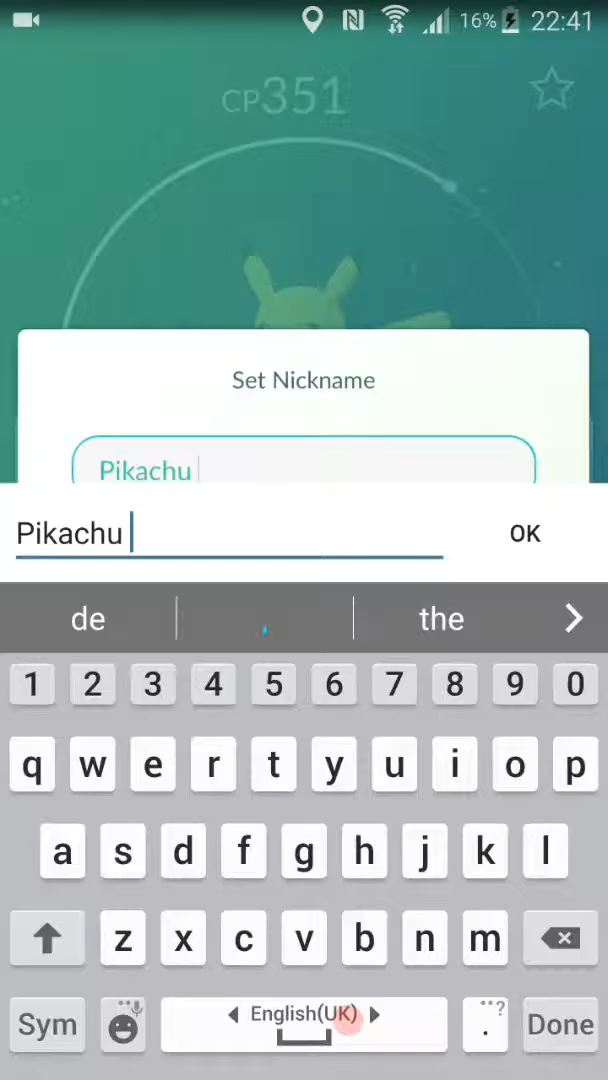 16% 22:41
CP351
Set Nickname
Pikachu
Pikachu OK
de , the
1 2 3 4 5 6 7 8 9 0
q w e r t y u i o p
a s d f g h j k l
z x c v b n m
Sym English(UK) . ? Done